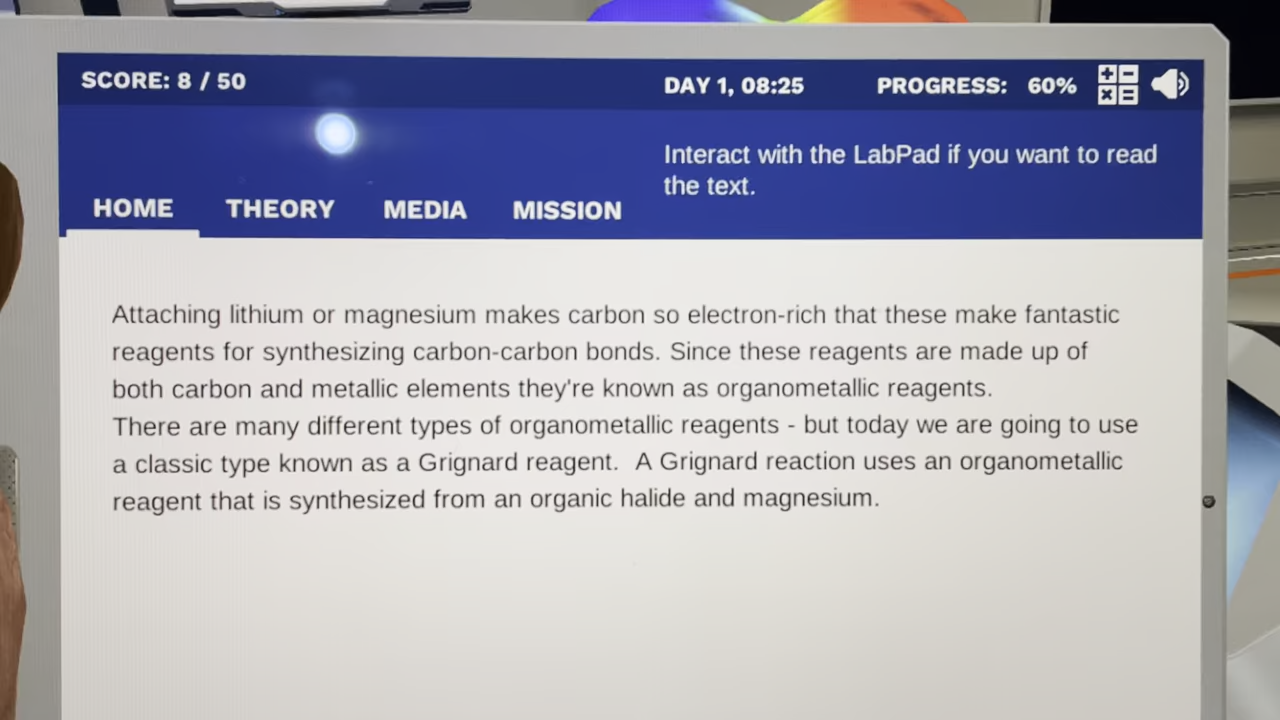 SCORE: 8 / 50
DAY 1, 08:25
PROGRESS: 60%
Interact with the LabPad if you want to read
the text.
HOME
THEORY
MEDIA
MISSION
Attaching lithium or magnesium makes carbon so electron-rich that these make fantastic
reagents for synthesizing carbon-carbon bonds. Since these reagents are made up of
both carbon and metallic elements they're known as organometallic reagents.
There are many different types of organometallic reagents - but today we are going to use
a classic type known as a Grignard reagent. A Grignard reaction uses an organometallic
reagent that is synthesized from an organic halide and magnesium.